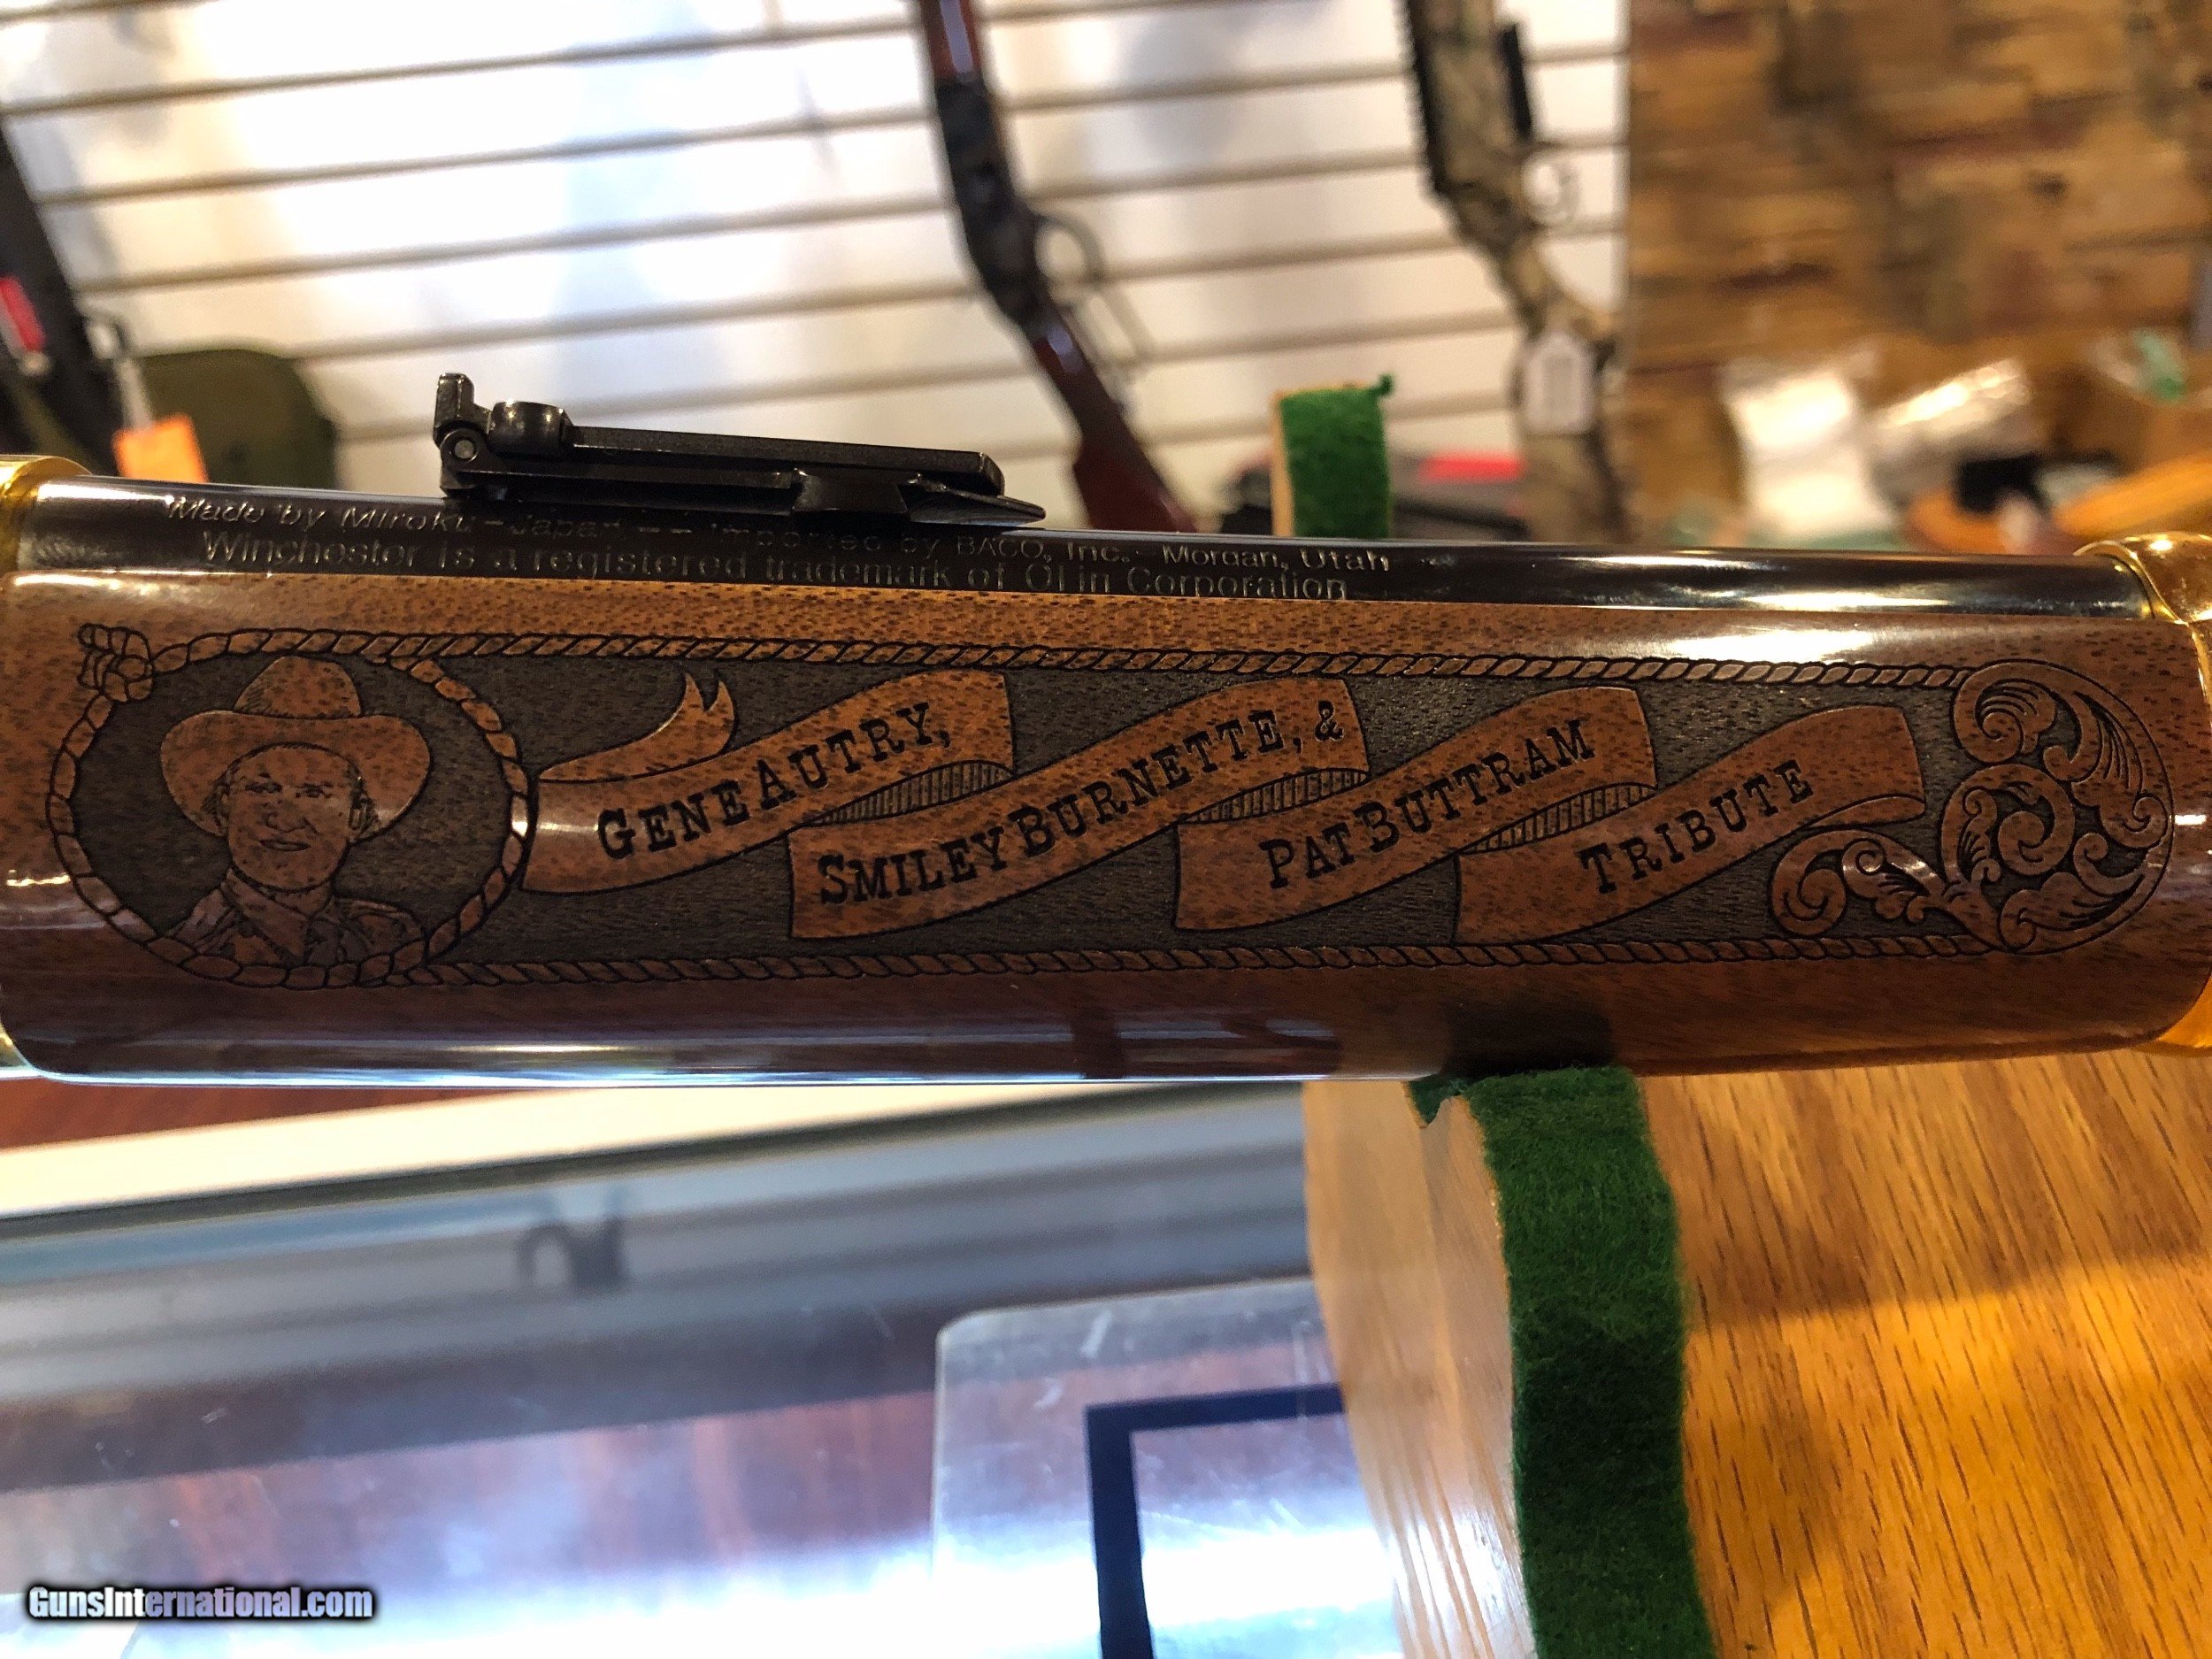 Made by Miroku - Japan -- Imported by BACO, Inc. Morgan, Utah
Winchester is a registered trademark of Olin Corporation
GENE AUTRY,
SMILEY BURNETTE, &
PAT BUTTRAM
TRIBUTE
GunsInternational.com